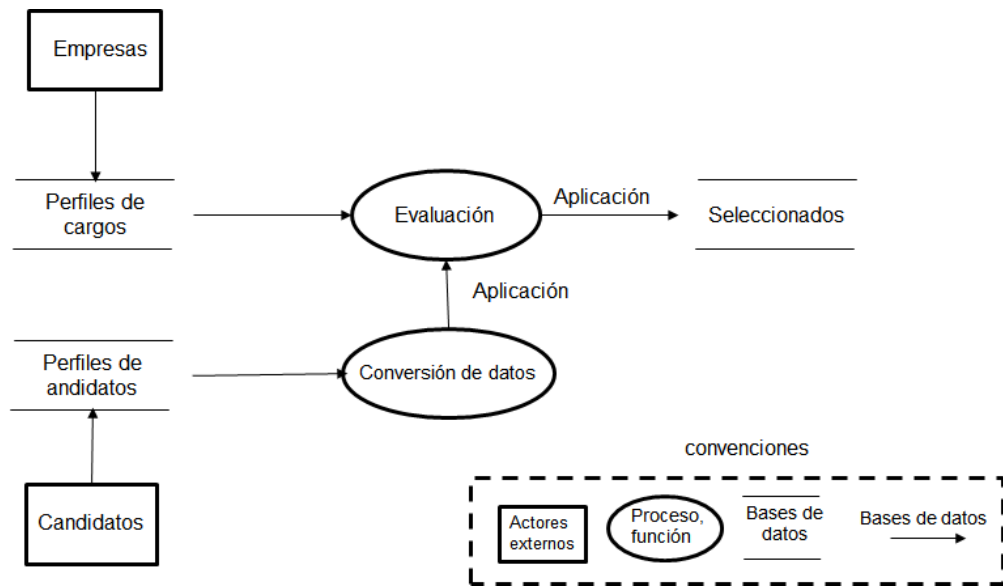 Empresas
Perfiles de
cargos
Evaluación
Aplicación
Seleccionados
Aplicación
Perfiles de
andidatos
Conversión de datos
Candidatos
convenciones
Actores
externos
Proceso,
función
Bases de
datos
Bases de datos